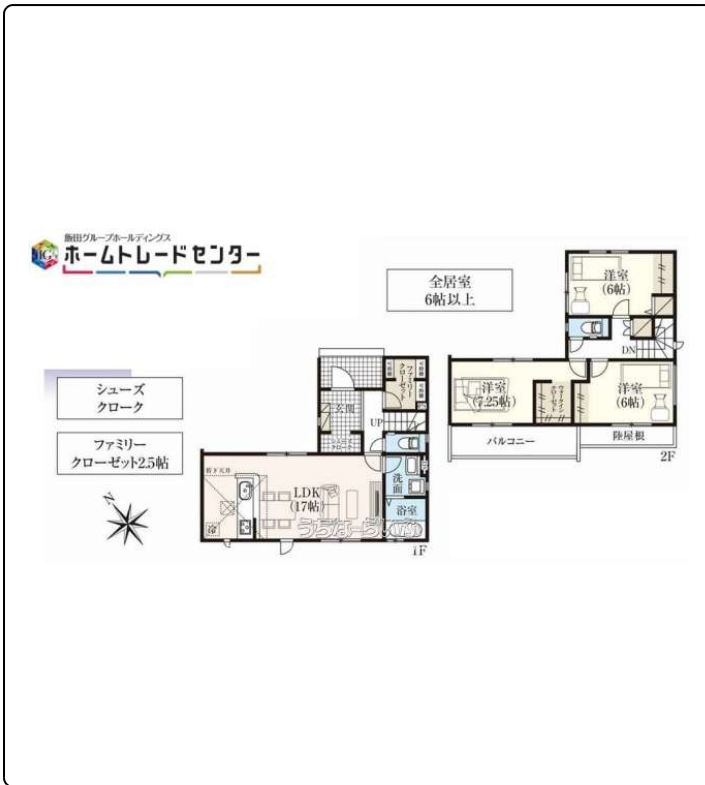 飯田グループホールディングス
ホームトレードセンター
全居室
6帖以上
シューズ
クローク
ファミリー
クローゼット2.5帖
N
洋室
(6帖)
DN
洋室
(7.25帖)
ウォークイン
クローゼット
洋室
(6帖)
バルコニー
陸屋根
2F
ファミリー
クローゼット
玄関
UP
LDK
(17帖)
洗面
浴室
冷
1F